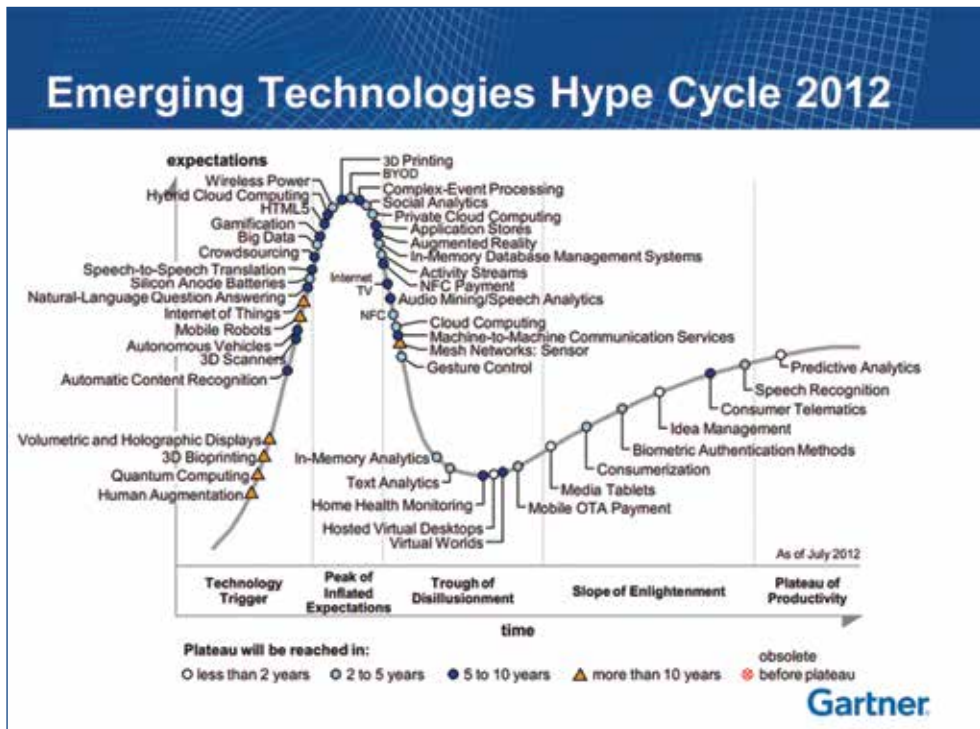 Emerging Technologies Hype Cycle 2012
expectations
3D Printing
BYOD
Wireless Power
Complex-Event Processing
Hybrid Cloud Computing
Social Analytics
HTML5
Private Cloud Computing
Gamification
Application Stores
Big Data
Augmented Reality
Crowdsourcing
In-Memory Database Management Systems
Speech-to-Speech Translation
Activity Streams
Silicon Anode Batteries
NFC Payment
Internet
TV
Natural-Language Question Answering
Audio Mining/Speech Analytics
Internet of Things
NFC
Cloud Computing
Mobile Robots
Machine-to-Machine Communication Services
Autonomous Vehicles
Mesh Networks: Sensor
3D Scanners
Gesture Control
Automatic Content Recognition
Predictive Analytics
Speech Recognition
Consumer Telematics
Idea Management
Volumetric and Holographic Displays
Biometric Authentication Methods
3D Bioprinting
In-Memory Analytics
Consumerization
Quantum Computing
Text Analytics
Media Tablets
Human Augmentation
Home Health Monitoring
Mobile OTA Payment
Hosted Virtual Desktops
Virtual Worlds
As of July 2012
Technology
Trigger
Peak of
Inflated
Expectations
Trough of
Disillusionment
Slope of Enlightenment
Plateau of
Productivity
time
Plateau will be reached in:
less than 2 years
2 to 5 years
5 to 10 years
more than 10 years
obsolete
before plateau
Gartner